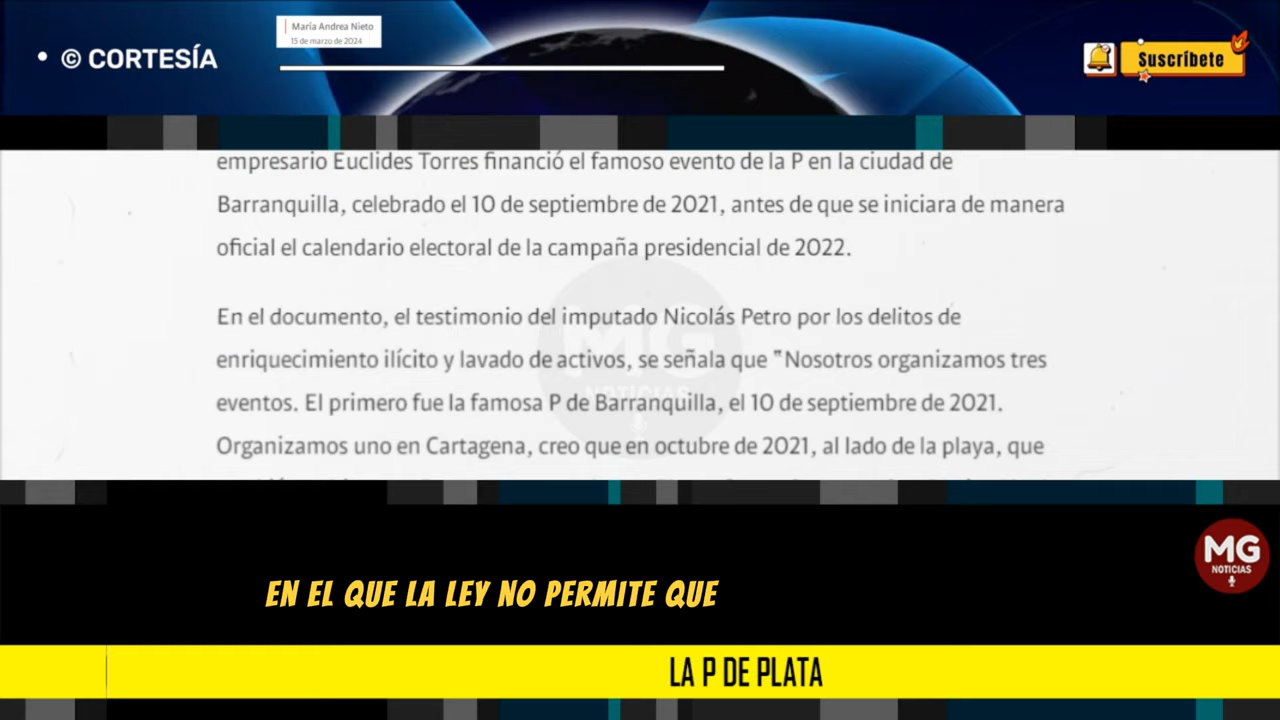 María Andrea Nieto
15 de marzo de 2024
© CORTESÍA
Suscríbete
empresario Euclides Torres financió el famoso evento de la P en la ciudad de
Barranquilla, celebrado el 10 de septiembre de 2021, antes de que se iniciara de manera
oficial el calendario electoral de la campaña presidencial de 2022.
En el documento, el testimonio del imputado Nicolás Petro por los delitos de
enriquecimiento ilícito y lavado de activos, se señala que "Nosotros organizamos tres
eventos. El primero fue la famosa P de Barranquilla, el 10 de septiembre de 2021.
Organizamos uno en Cartagena, creo que en octubre de 2021, al lado de la playa, que
MG
NOTICIAS
MG
NOTICIAS
EN EL QUE LA LEY NO PERMITE QUE
LA P DE PLATA